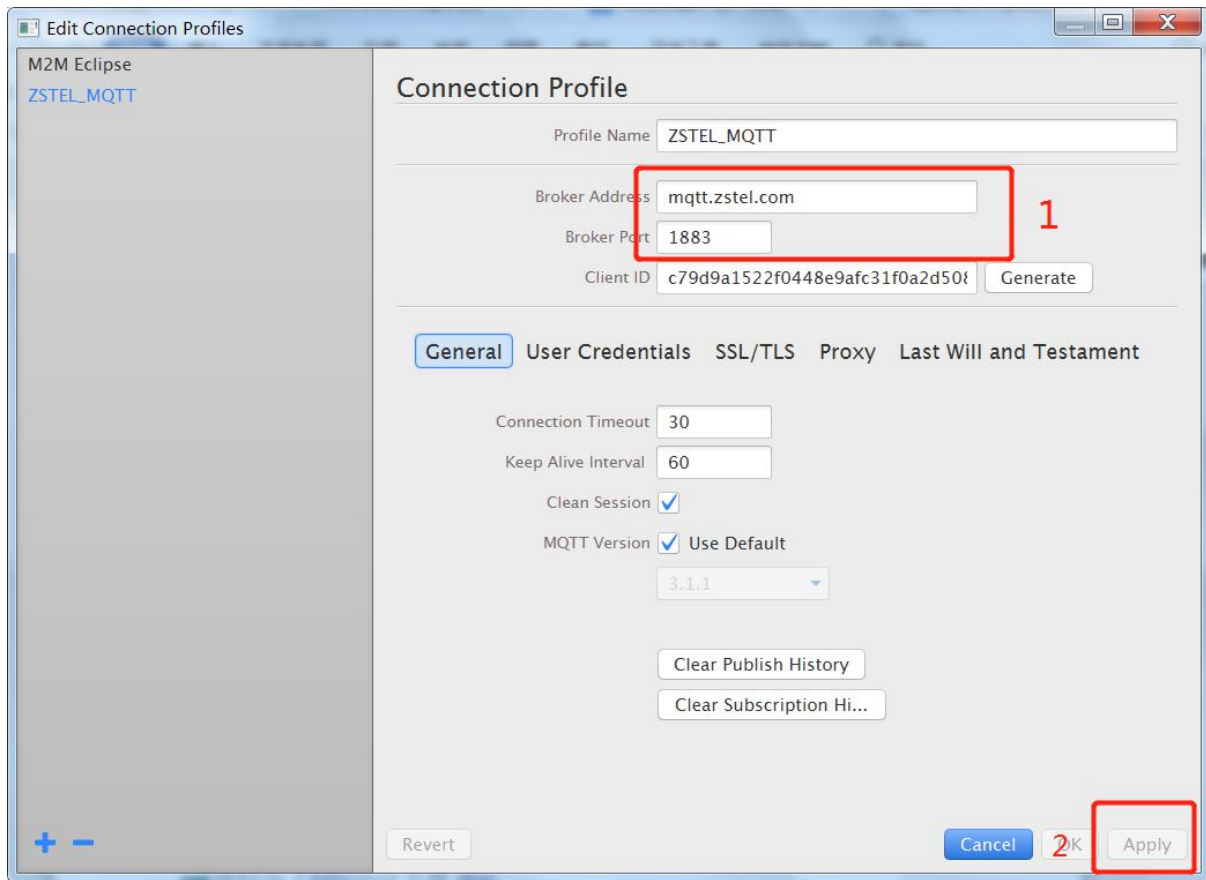 Edit Connection Profiles
M2M Eclipse
ZSTEL_MQTT
Connection Profile
Profile Name ZSTEL_MQTT
Broker Address mqtt.zstel.com
1
Broker Port 1883
Client ID c79d9a1522f0448e9afc31f0a2d508 Generate
General User Credentials SSL/TLS Proxy Last Will and Testament
Connection Timeout 30
Keep Alive Interval 60
Clean Session
MQTT Version Use Default
3.1.1
Clear Publish History
Clear Subscription Hi...
Revert Cancel OK 2 Apply